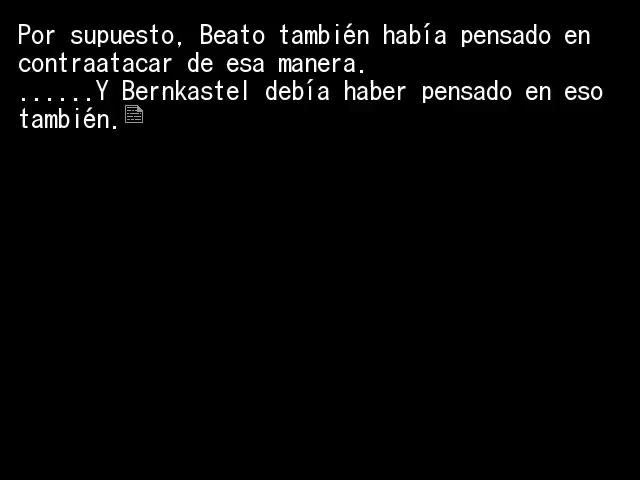 Por supuesto, Beato también había pensado en
contraatacar de esa manera.
......Y Bernkastel debía haber pensado en eso
también.